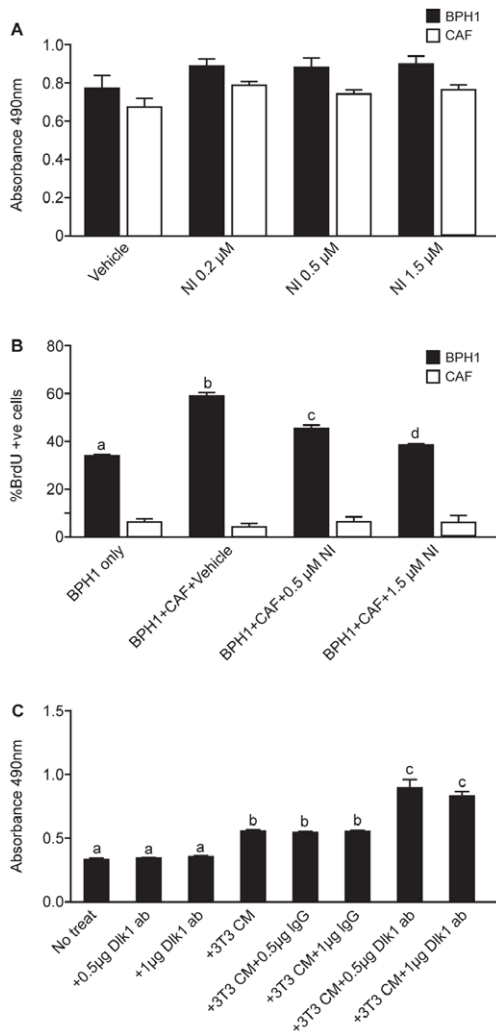 A
BPH1
CAF
Absorbance 490nm
1.0
0.8
0.6
0.4
0.2
0
Vehicle
NI 0.2 µM
NI 0.5 µM
NI 1.5 µM
B
BPH1
CAF
%BrdU +ve cells
80
60
40
20
0
a
b
c
d
BPH1 only
BPH1+CAF+Vehicle
BPH1+CAF+0.5 µM NI
BPH1+CAF+1.5 µM NI
C
Absorbance 490nm
1.5
1.0
0.5
0.0
a
a
a
b
b
b
c
c
No treat
+0.5µg Dlk1 ab
+1µg Dlk1 ab
+3T3 CM
+3T3 CM+0.5µg IgG
+3T3 CM+1µg IgG
+3T3 CM+0.5µg Dlk1 ab
+3T3 CM+1µg Dlk1 ab